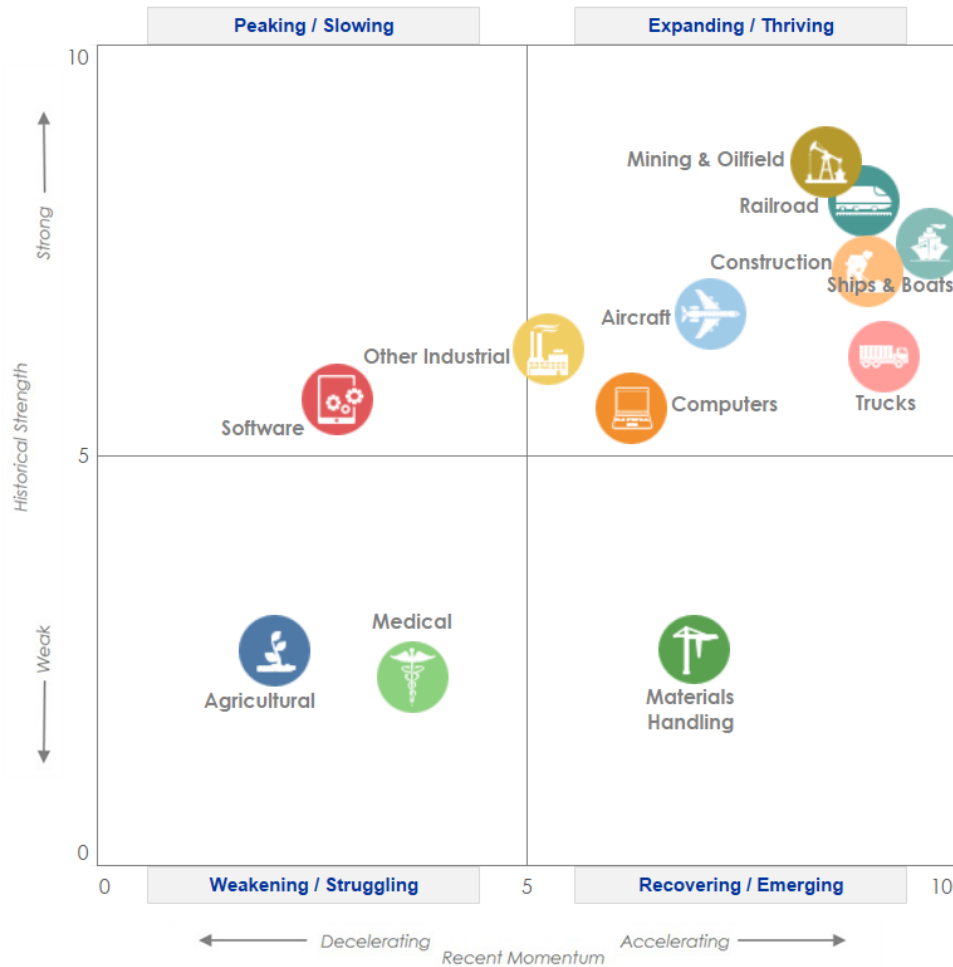 Peaking / Slowing
Expanding / Thriving
10
Mining & Oilfield
Railroad
Strong
Construction
Ships & Boats
Aircraft
Other Industrial
Historical Strength
Computers
Trucks
Software
5
Medical
Weak
Agricultural
Materials
Handling
0
0
Weakening / Struggling
5
Recovering / Emerging
10
Decelerating
Accelerating
Recent Momentum